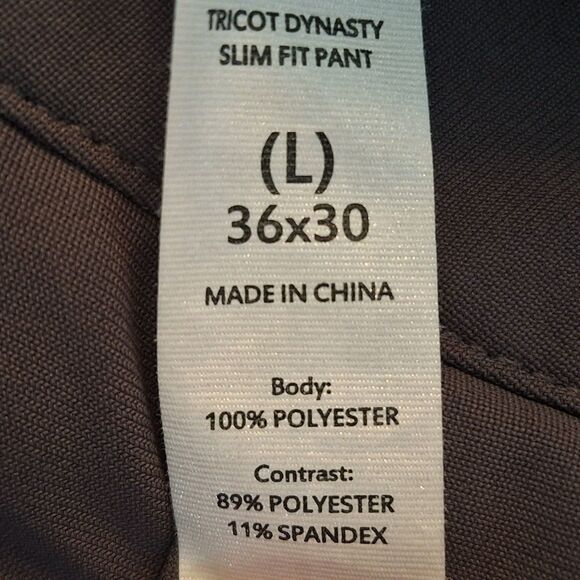 TRICOT DYNASTY
SLIM FIT PANT
(L)
36x30
MADE IN CHINA
Body:
100% POLYESTER
Contrast:
89% POLYESTER
11% SPANDEX